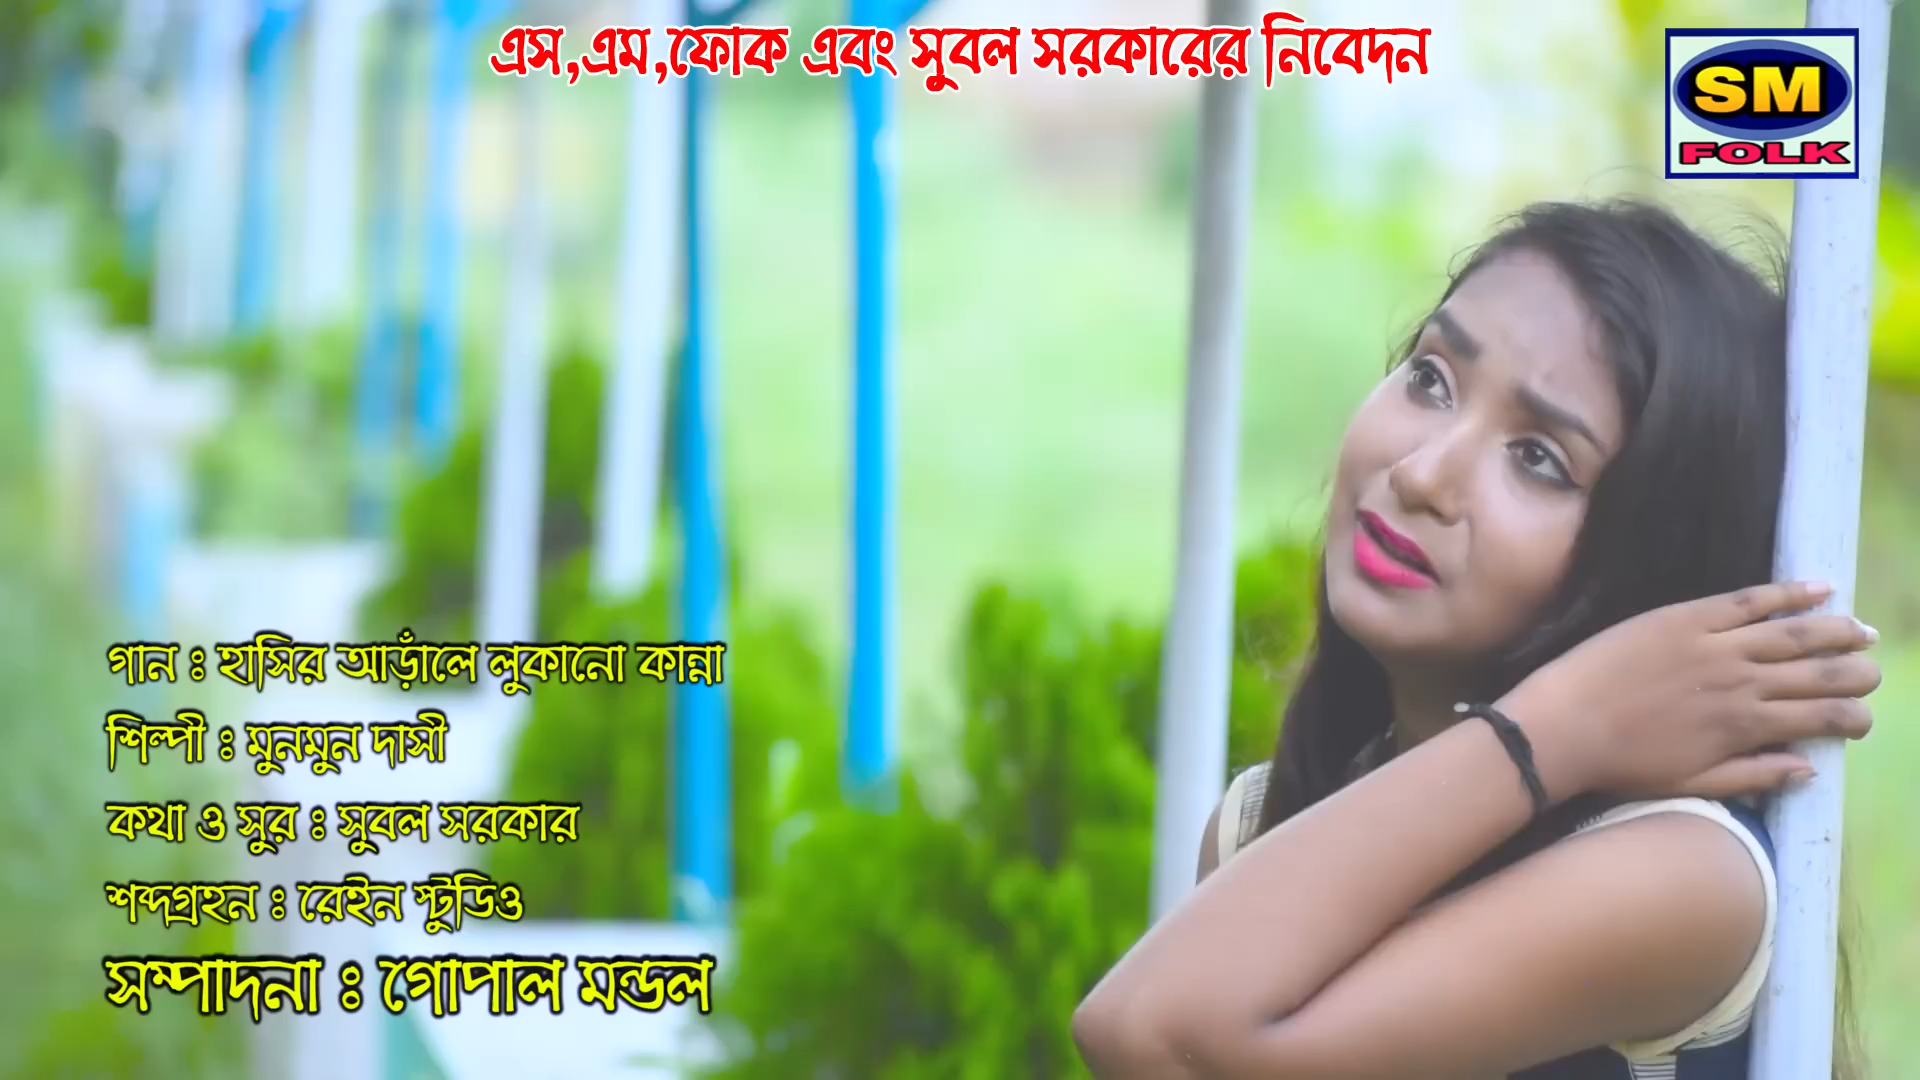 এস,এম,ফোক এবং সুবল সরকারের নিবেদন
SM
FOLK
গান ঃ হাসির আড়াঁলে লুকানো কান্না
শিল্পী ঃ মুনমুন দাসী
কথা ও সুর ঃ সুবল সরকার
শব্দগ্রহন ঃ রেইন স্টুডিও
সম্পাদনা ঃ গোপাল মন্ডল